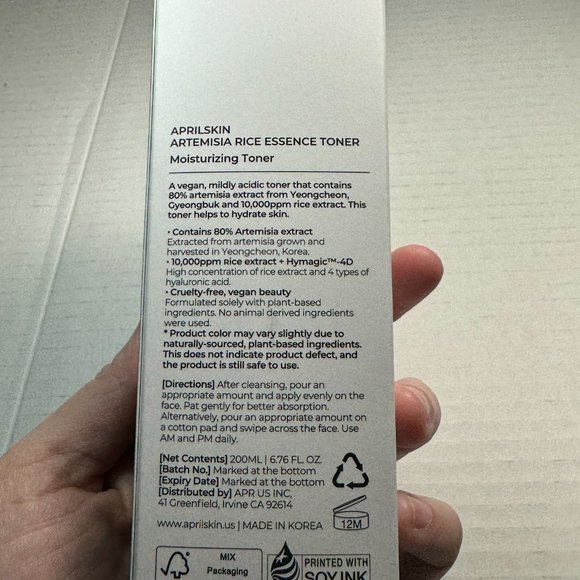 APRILSKIN
ARTEMISIA RICE ESSENCE TONER
Moisturizing Toner
A vegan, mildly acidic toner that contains
80% artemisia extract from Yeongcheon,
Gyeongbuk and 10,000ppm rice extract. This
toner helps to hydrate skin.
• Contains 80% Artemisia extract
Extracted from artemisia grown and
harvested in Yeongcheon, Korea.
• 10,000ppm Rice extract + Hymagic™-4D
High concentration of rice extract and 4 types of
hyaluronic acid.
• Cruelty-free, vegan beauty
Formulated solely with plant-based
ingredients. No animal derived ingredients
were used.
* Product color may vary slightly due to
naturally-sourced, plant-based ingredients.
This does not indicate product defect, and
the product is still safe to use.
[Directions] After cleansing, pour an
appropriate amount and apply evenly on the
face. Pat gently for better absorption.
Alternatively, pour an appropriate amount on
a cotton pad and swipe across the face. Use
AM and PM daily.
[Net Contents] 200ML | 6.76 FL. OZ.
[Batch No.] Marked at the bottom
[Expiry Date] Marked at the bottom
[Distributed by] APR US INC,
41 Greenfield, Irvine CA 92614
www.aprilskin.us | MADE IN KOREA
12M
MIX
Packaging
PRINTED WITH
SOY INK